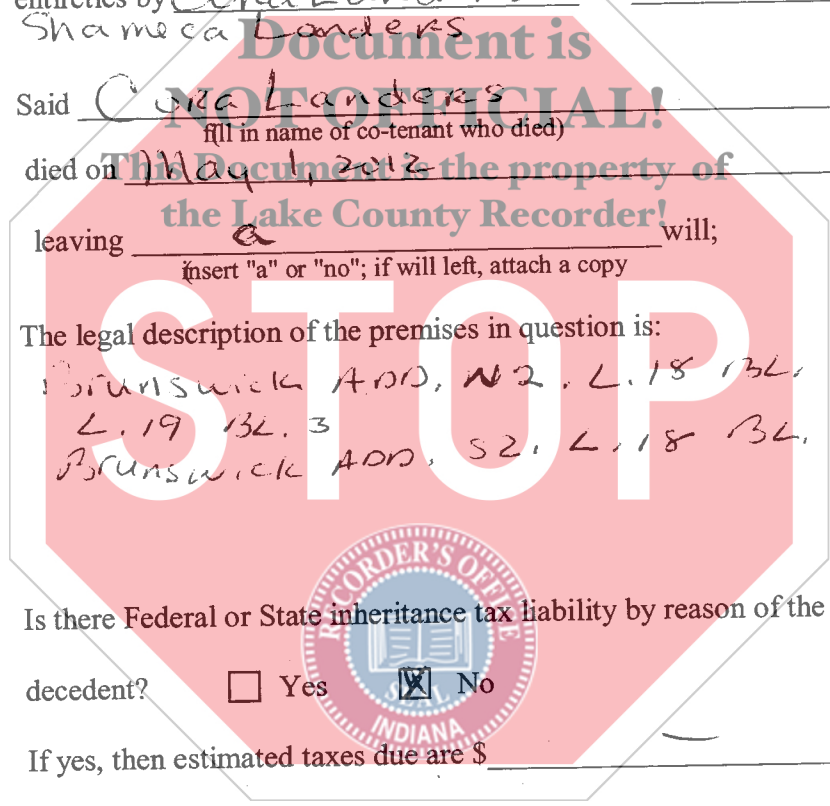 entireties by
Shameca Landers
Document is
Said Cora Landers
NOT OFFICIAL!
fill in name of co-tenant who died)
died on May 1, 2012
This Document is the property of
the Lake County Recorder!
leaving a will;
insert "a" or "no"; if will left, attach a copy
The legal description of the premises in question is:
Brunswick ADD, N2. L.18 BL.
L.19 BL. 3
Brunswick ADD, S2. L.18 BL.
STOP
RECORDER'S OFFICE
SEAL
INDIANA
Is there Federal or State inheritance tax liability by reason of the
decedent? Yes X No
If yes, then estimated taxes due are $